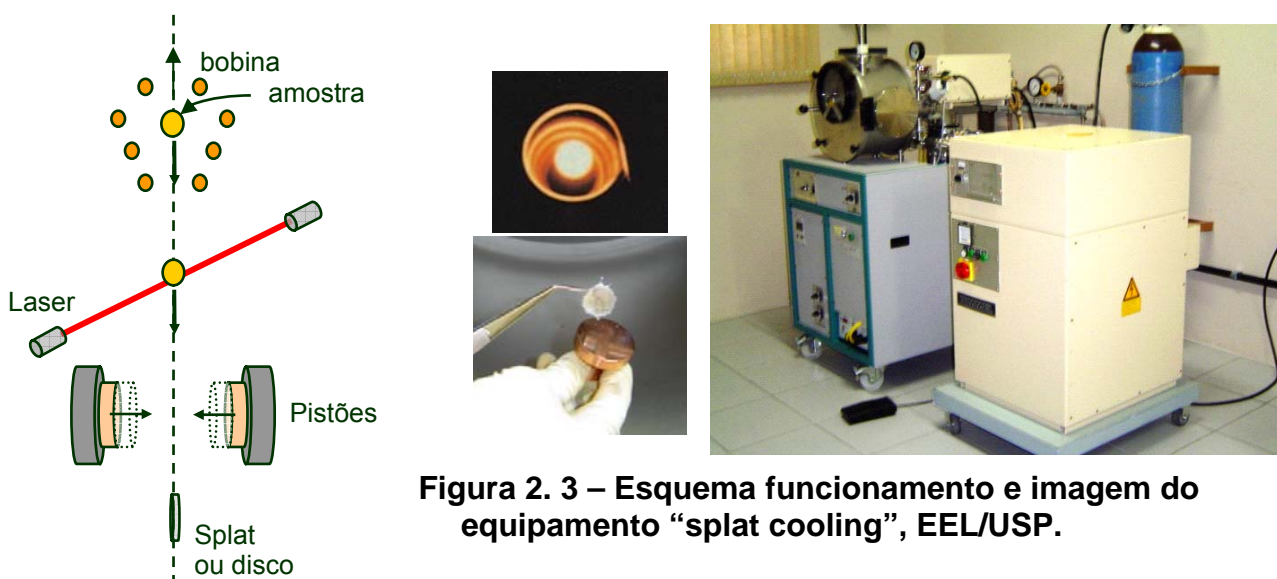 bobina
amostra
Laser
Pistões
Splat
ou disco
Figura 2. 3 – Esquema funcionamento e imagem do
equipamento “splat cooling”, EEL/USP.